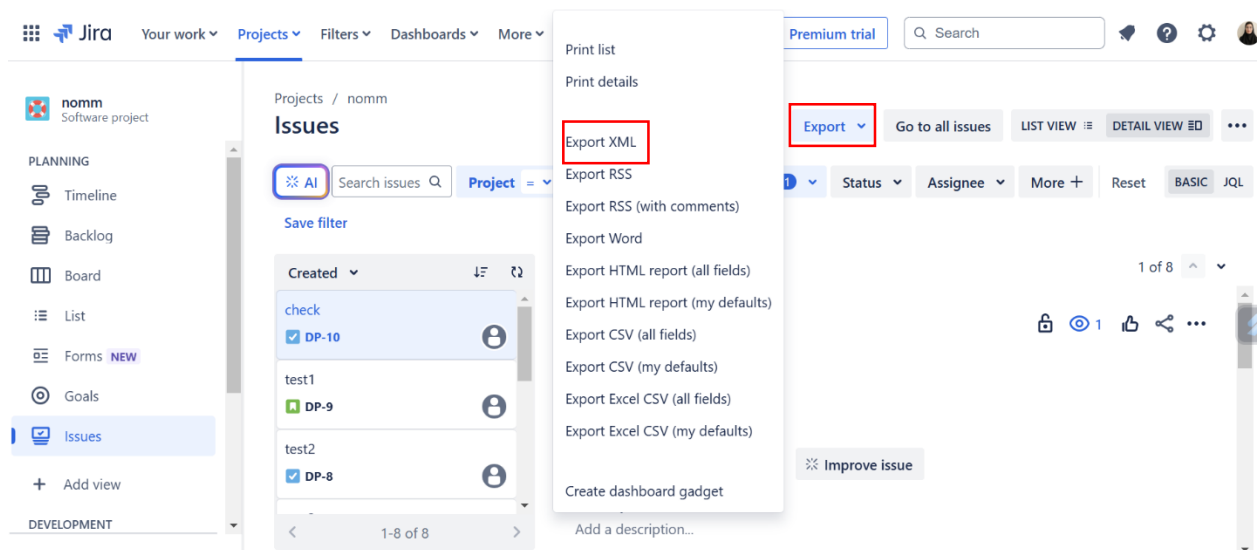 Jira Your work Projects Filters Dashboards More Premium trial Search
nomm
Software project
PLANNING
Timeline
Backlog
Board
List
Forms NEW
Goals
Issues
+ Add view
DEVELOPMENT
Projects / nomm
Issues
Export Go to all issues LIST VIEW DETAIL VIEW
AI Search issues Project = 1 Status Assignee More + Reset BASIC JQL
Save filter
Created
check
DP-10
test1
DP-9
test2
DP-8
1-8 of 8
Print list
Print details
Export XML
Export RSS
Export RSS (with comments)
Export Word
Export HTML report (all fields)
Export HTML report (my defaults)
Export CSV (all fields)
Export CSV (my defaults)
Export Excel CSV (all fields)
Export Excel CSV (my defaults)
Create dashboard gadget
1 of 8
1
Improve issue
Add a description...